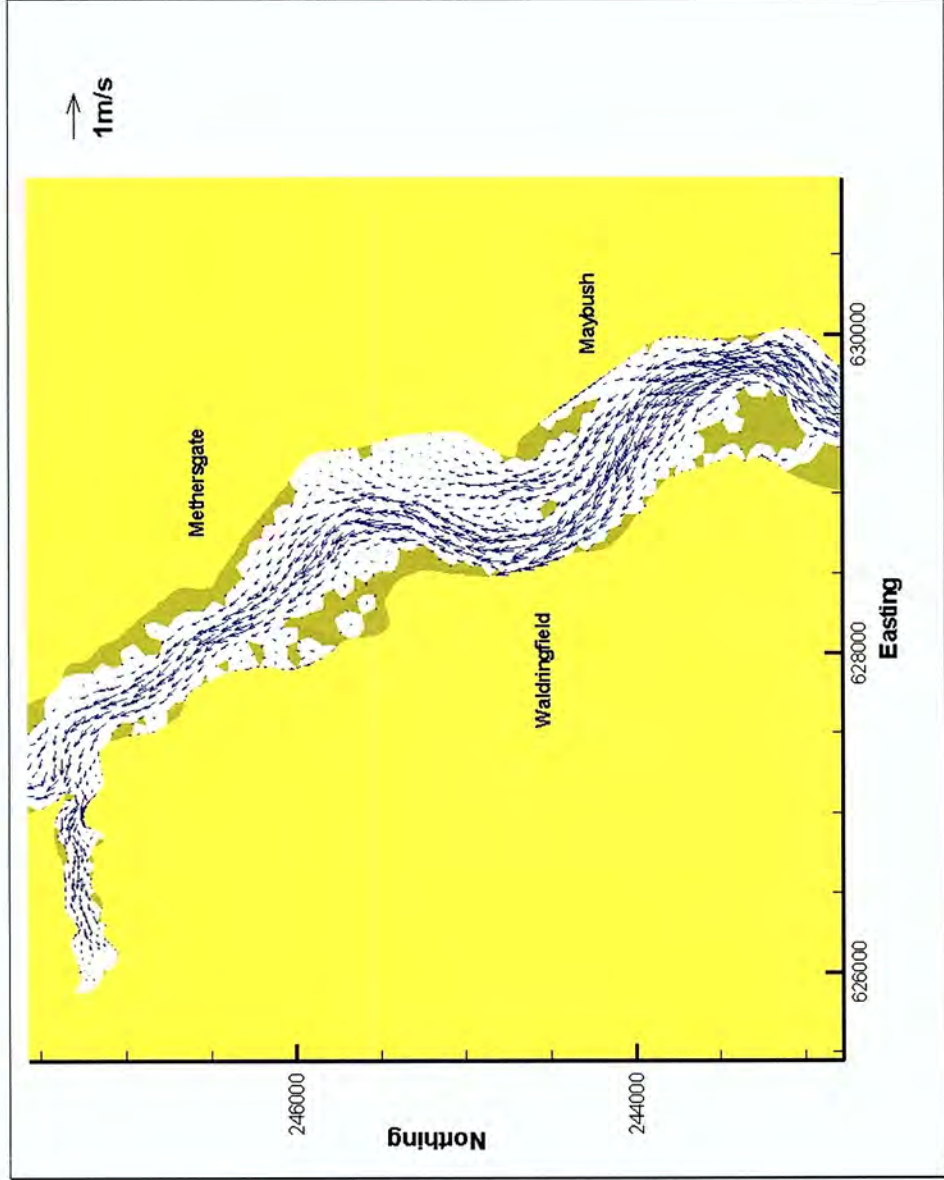 1m/s
Methersgate
Maybush
Waldringfield
246000
244000
Northing
626000
628000
630000
Easting